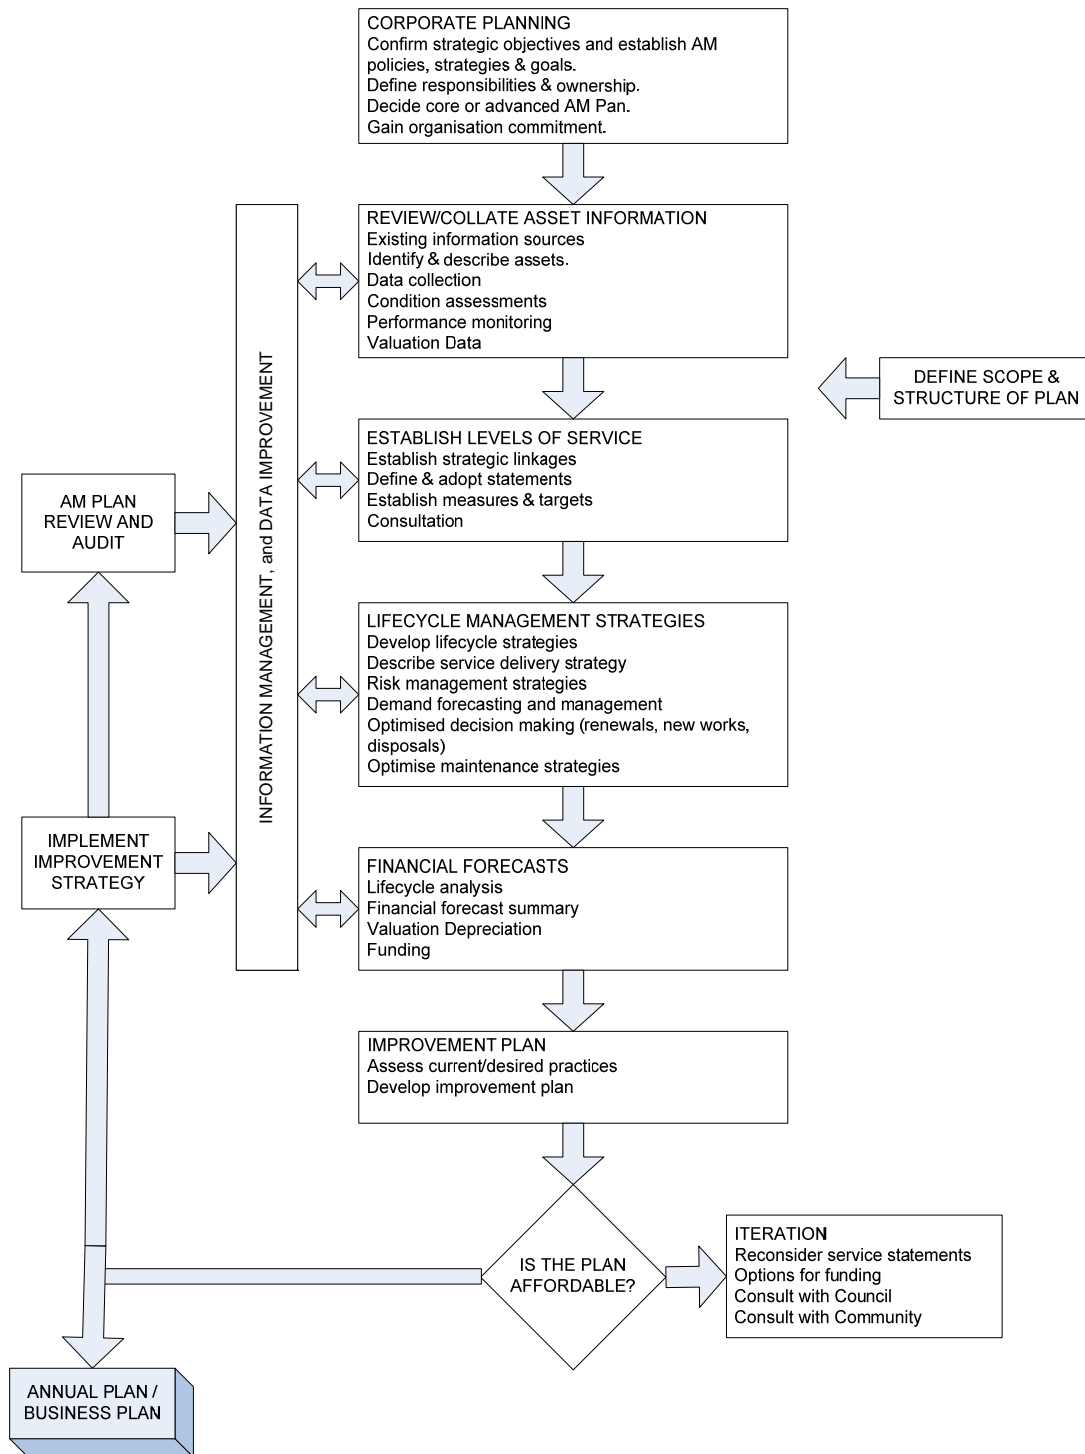 CORPORATE PLANNING
Confirm strategic objectives and establish AM
policies, strategies & goals.
Define responsibilities & ownership.
Decide core or advanced AM Pan.
Gain organisation commitment.
REVIEW/COLLATE ASSET INFORMATION
Existing information sources
Identify & describe assets.
Data collection
Condition assessments
Performance monitoring
Valuation Data
DEFINE SCOPE &
STRUCTURE OF PLAN
INFORMATION MANAGEMENT, and DATA IMPROVEMENT
ESTABLISH LEVELS OF SERVICE
Establish strategic linkages
Define & adopt statements
Establish measures & targets
Consultation
AM PLAN
REVIEW AND
AUDIT
LIFECYCLE MANAGEMENT STRATEGIES
Develop lifecycle strategies
Describe service delivery strategy
Risk management strategies
Demand forecasting and management
Optimised decision making (renewals, new works,
disposals)
Optimise maintenance strategies
IMPLEMENT
IMPROVEMENT
STRATEGY
FINANCIAL FORECASTS
Lifecycle analysis
Financial forecast summary
Valuation Depreciation
Funding
IMPROVEMENT PLAN
Assess current/desired practices
Develop improvement plan
IS THE PLAN
AFFORDABLE?
ITERATION
Reconsider service statements
Options for funding
Consult with Council
Consult with Community
ANNUAL PLAN /
BUSINESS PLAN